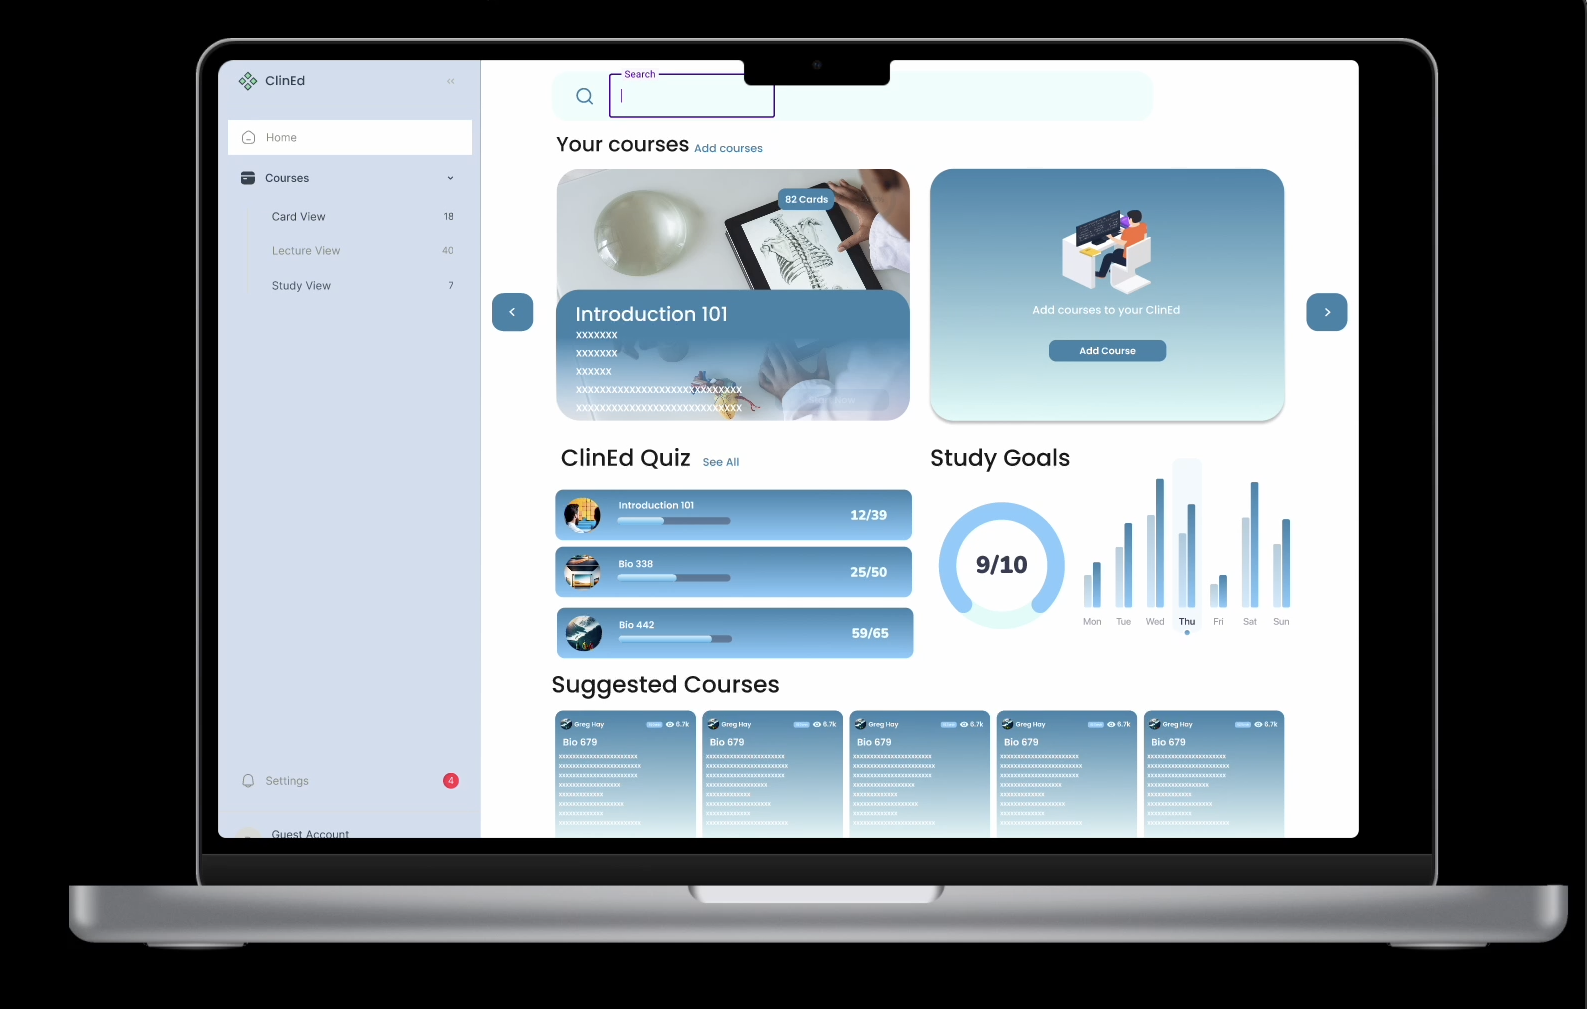 ClinEd
Home
Courses
Card View 18
Lecture View 40
Study View 7
Settings 4
Guest Account
Search
Your courses Add courses
82 Cards
Introduction 101
xxxxxxx
xxxxxxx
xxxxxx
xxxxxxxxxxxxxxxxxxxxxxxxxxxx
xxxxxxxxxxxxxxxxxxxxxxxxxxxx
Add courses to your ClinEd
Add Course
ClinEd Quiz See All
Introduction 101 12/39
Bio 338 25/50
Bio 442 59/65
Study Goals
9/10
Mon Tue Wed Thu Fri Sat Sun
Suggested Courses
Greg Hay 6.7k
Bio 679
Greg Hay 6.7k
Bio 679
Greg Hay 6.7k
Bio 679
Greg Hay 6.7k
Bio 679
Greg Hay 6.7k
Bio 679